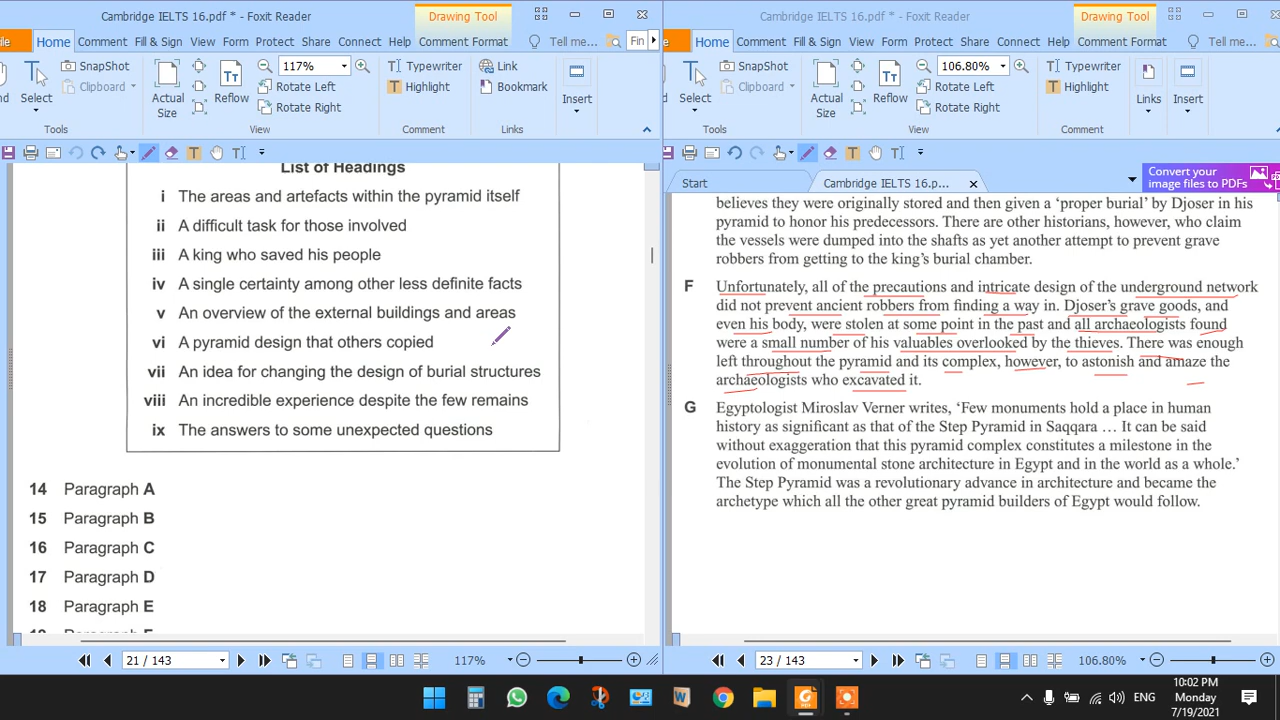 Cambridge IELTS 16.pdf * - Foxit Reader
Drawing Tool
File Home Comment Fill & Sign View Form Protect Share Connect Help Comment Format Tell me... Fin
SnapShot
Clipboard
Select
Tools
Actual Size
Reflow
117%
Rotate Left
Rotate Right
View
Typewriter
Highlight
Comment
Link
Bookmark
Links
Insert
List of Headings
i The areas and artefacts within the pyramid itself
ii A difficult task for those involved
iii A king who saved his people
iv A single certainty among other less definite facts
v An overview of the external buildings and areas
vi A pyramid design that others copied
vii An idea for changing the design of burial structures
viii An incredible experience despite the few remains
ix The answers to some unexpected questions
14 Paragraph A
15 Paragraph B
16 Paragraph C
17 Paragraph D
18 Paragraph E
21 / 143
117%
Cambridge IELTS 16.pdf * - Foxit Reader
Drawing Tool
Home Comment Fill & Sign View Form Protect Share Connect Help Comment Format Tell me...
SnapShot
Clipboard
Select
Tools
Actual Size
Reflow
106.80%
Rotate Left
Rotate Right
View
Typewriter
Highlight
Comment
Links
Insert
Start
Cambridge IELTS 16.p...
Convert your
image files to PDFs
believes they were originally stored and then given a ‘proper burial’ by Djoser in his
pyramid to honor his predecessors. There are other historians, however, who claim
the vessels were dumped into the shafts as yet another attempt to prevent grave
robbers from getting to the king’s burial chamber.
F Unfortunately, all of the precautions and intricate design of the underground network
did not prevent ancient robbers from finding a way in. Djoser’s grave goods, and
even his body, were stolen at some point in the past and all archaeologists found
were a small number of his valuables overlooked by the thieves. There was enough
left throughout the pyramid and its complex, however, to astonish and amaze the
archaeologists who excavated it.
G Egyptologist Miroslav Verner writes, ‘Few monuments hold a place in human
history as significant as that of the Step Pyramid in Saqqara … It can be said
without exaggeration that this pyramid complex constitutes a milestone in the
evolution of monumental stone architecture in Egypt and in the world as a whole.’
The Step Pyramid was a revolutionary advance in architecture and became the
archetype which all the other great pyramid builders of Egypt would follow.
23 / 143
106.80%
ENG
10:02 PM
Monday
7/19/2021